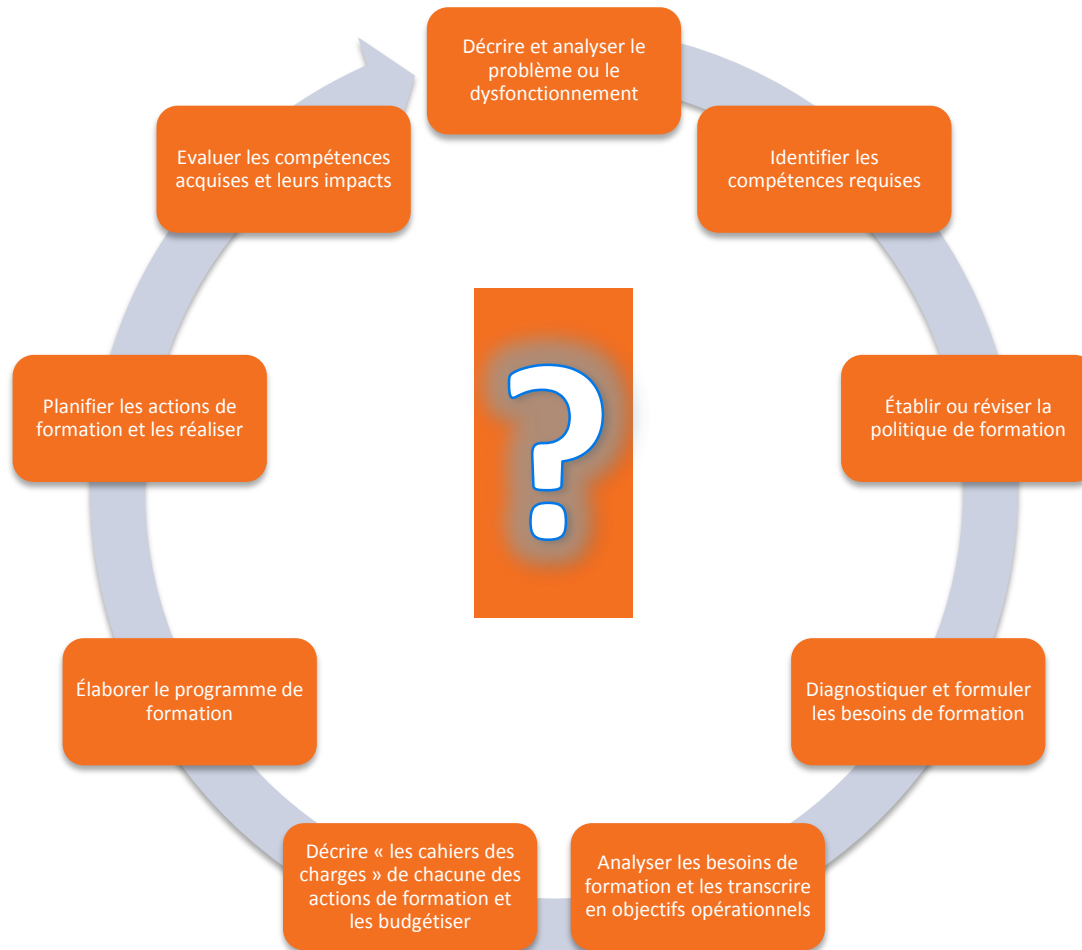 Décrire et analyser le
problème ou le
dysfonctionnement
Identifier les
compétences requises
Établir ou réviser la
politique de formation
Diagnostiquer et formuler
les besoins de formation
Analyser les besoins de
formation et les transcrire
en objectifs opérationnels
Décrire « les cahiers des
charges » de chacune des
actions de formation et
les budgétiser
Élaborer le programme de
formation
Planifier les actions de
formation et les réaliser
Evaluer les compétences
acquises et leurs impacts
?